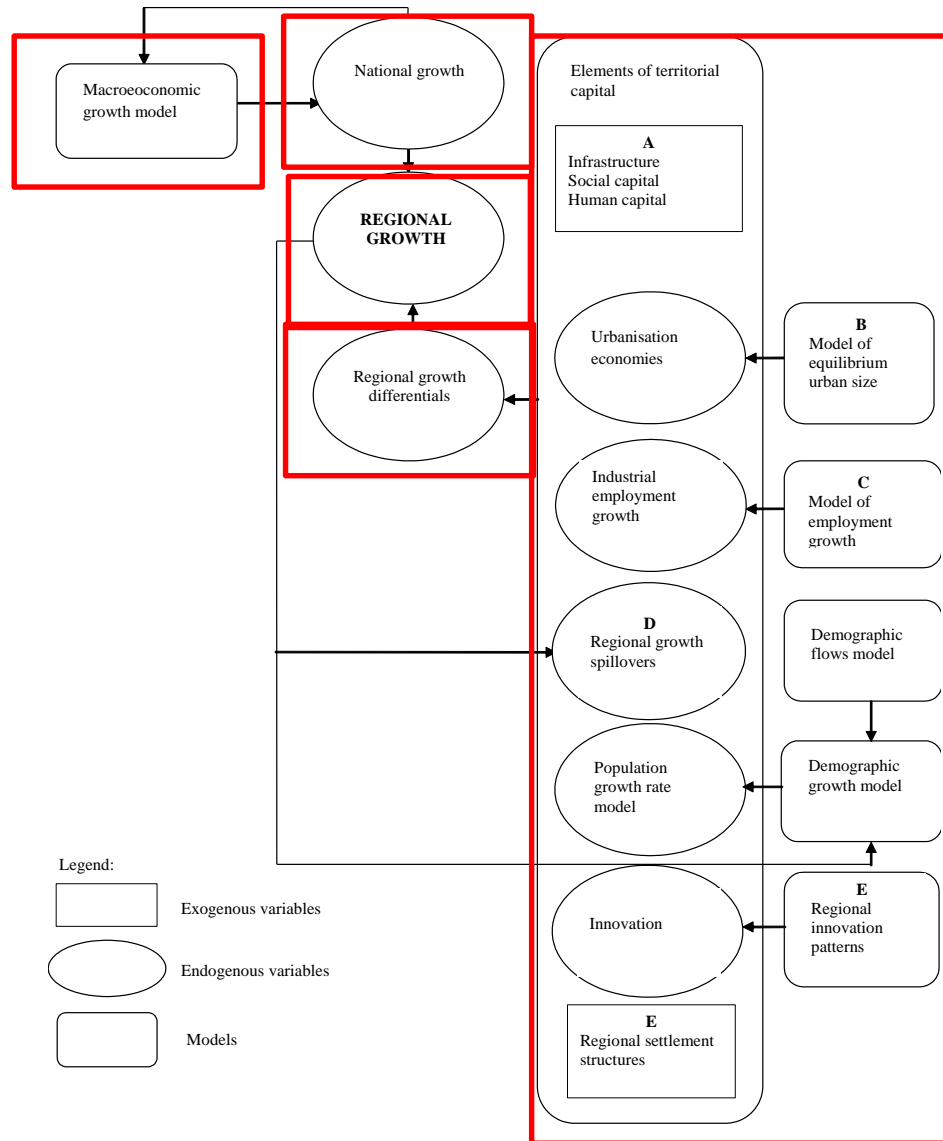 National growth
Macroeoconomic
growth model
Elements of territorial
capital
A
Infrastructure
Social capital
Human capital
REGIONAL
GROWTH
Urbanisation
economies
B
Model of
equilibrium
urban size
Regional growth
differentials
Industrial
employment
growth
C
Model of
employment
growth
D
Regional growth
spillovers
Demographic
flows model
Population
growth rate
model
Demographic
growth model
Innovation
E
Regional
innovation
patterns
E
Regional settlement
structures
Legend:
Exogenous variables
Endogenous variables
Models